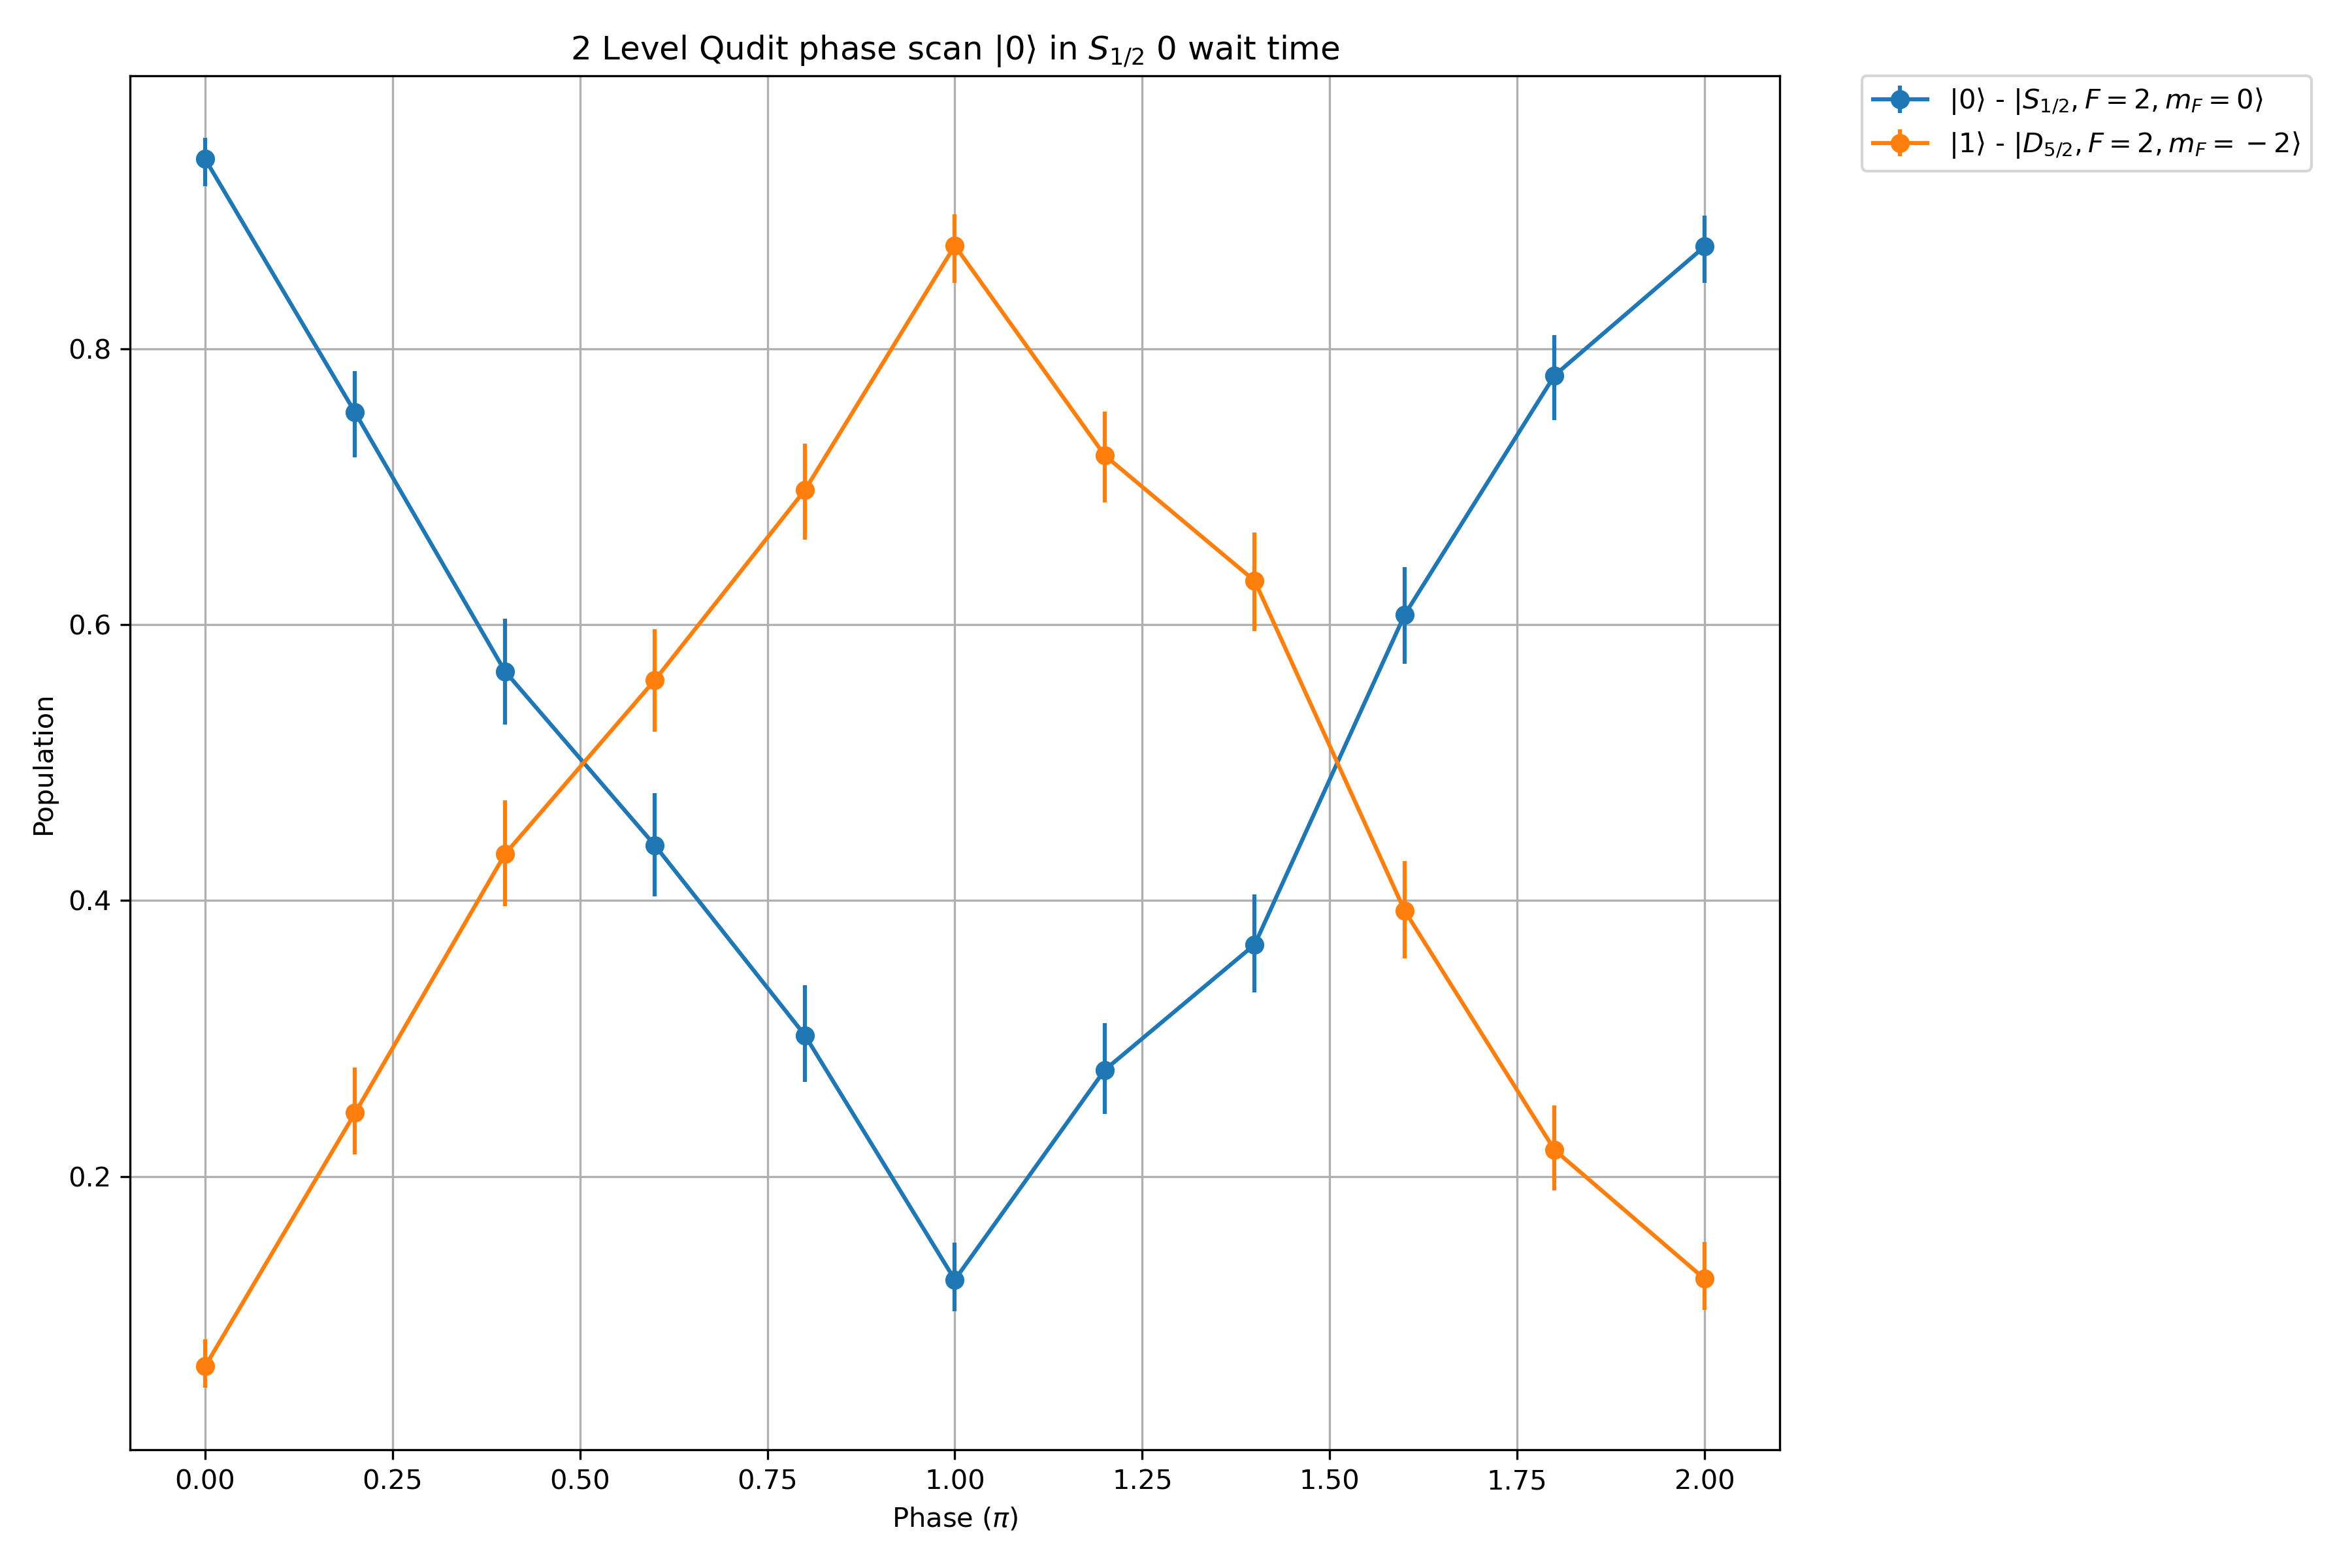 2 Level Qudit phase scan |0⟩ in S1/2 0 wait time
|0⟩ - |S1/2, F = 2, mF = 0⟩
|1⟩ - |D5/2, F = 2, mF = −2⟩
Population
0.8
0.6
0.4
0.2
0.00 0.25 0.50 0.75 1.00 1.25 1.50 1.75 2.00
Phase (π)